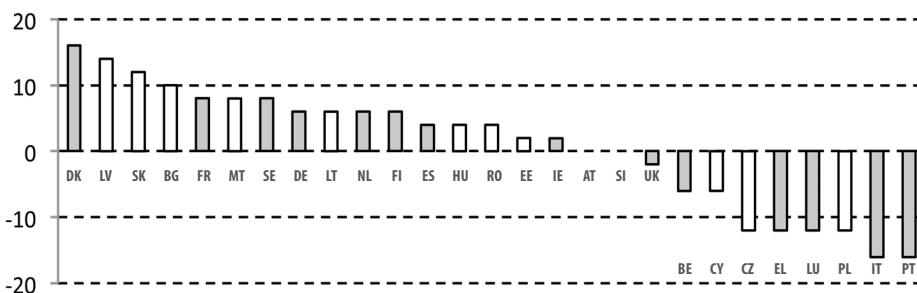 20
10
0
DK LV SK BG FR MT SE DE LT NL FI ES HU RO EE IE AT SI UK
-10
BE CY CZ EL LU PL IT PT
-20